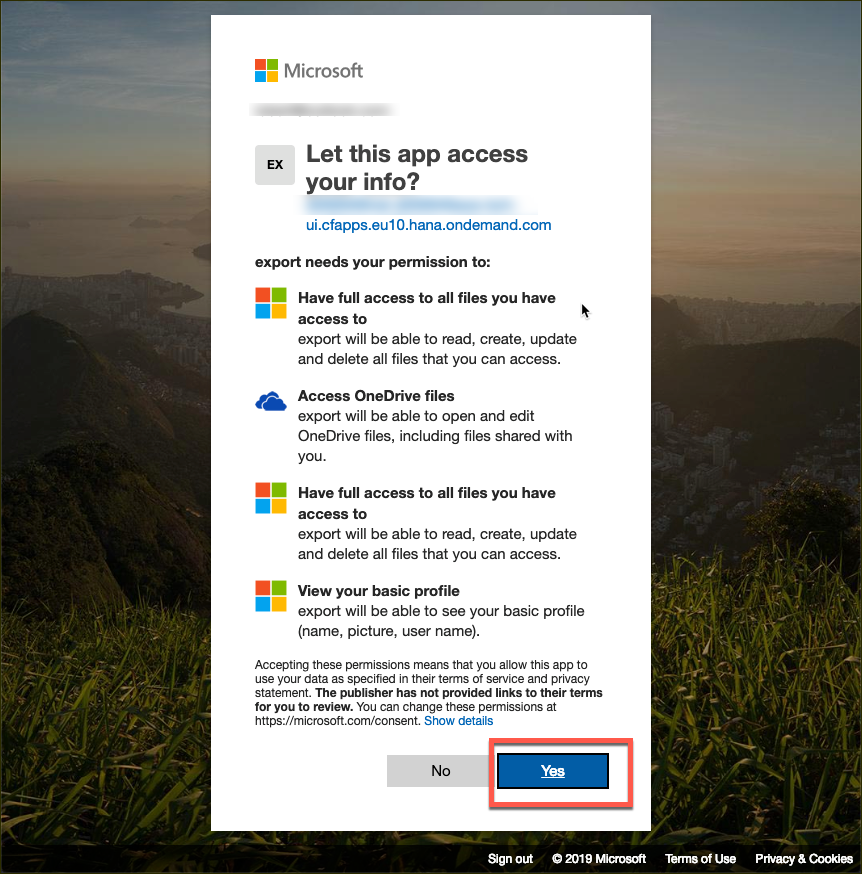 Microsoft
EX
Let this app access
your info?
ui.cfapps.eu10.hana.ondemand.com
export needs your permission to:
Have full access to all files you have
access to
export will be able to read, create, update
and delete all files that you can access.
Access OneDrive files
export will be able to open and edit
OneDrive files, including files shared with
you.
Have full access to all files you have
access to
export will be able to read, create, update
and delete all files that you can access.
View your basic profile
export will be able to see your basic profile
(name, picture, user name).
Accepting these permissions means that you allow this app to
use your data as specified in their terms of service and privacy
statement. The publisher has not provided links to their terms
for you to review. You can change these permissions at
https://microsoft.com/consent. Show details
No Yes
Sign out © 2019 Microsoft Terms of Use Privacy & Cookies